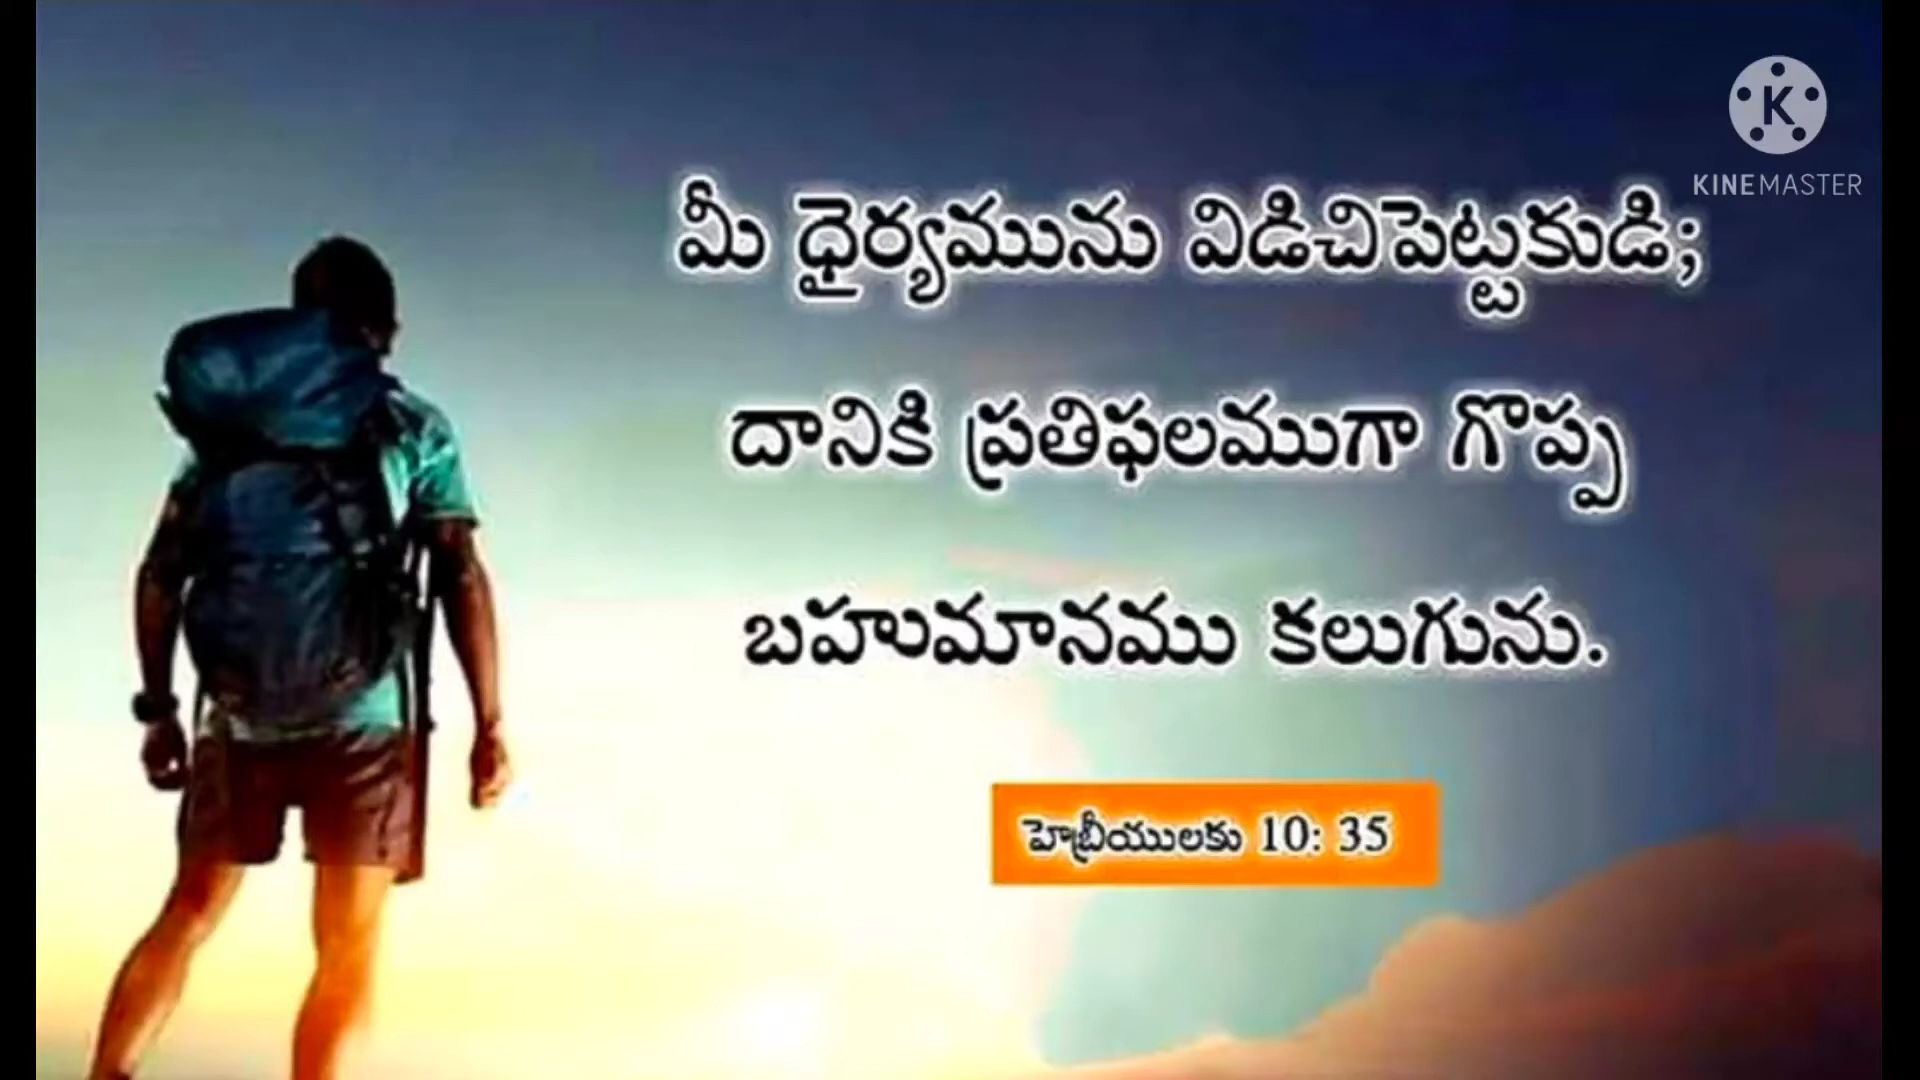 KINEMASTER
మీ ధైర్యమును విడిచిపెట్టకుడి;
దానికి ప్రతిఫలముగా గొప్ప
బహుమానము కలుగును.
హెబ్రీయులకు 10: 35